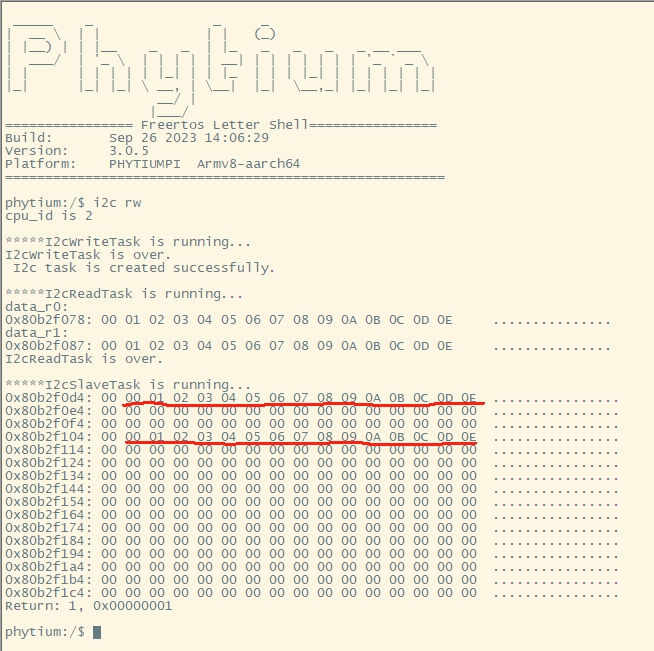 Phytium
================ Freertos Letter Shell================
Build:       Sep 26 2023 14:06:29
Version:     3.0.5
Platform:    PHYTIUMPI  Armv8-aarch64
=======================================================
phytium:/$ i2c rw
cpu_id is 2
*****I2cWriteTask is running...
I2cWriteTask is over.
 I2c task is created successfully.
*****I2cReadTask is running...
data_r0:
0x80b2f078: 00 01 02 03 04 05 06 07 08 09 0A 0B 0C 0D 0E     ...............
data_r1:
0x80b2f087: 00 01 02 03 04 05 06 07 08 09 0A 0B 0C 0D 0E     ...............
I2cReadTask is over.
*****I2cSlaveTask is running...
0x80b2f0d4: 00 00 01 02 03 04 05 06 07 08 09 0A 0B 0C 0D 0E  ................
0x80b2f0e4: 00 00 00 00 00 00 00 00 00 00 00 00 00 00 00 00  ................
0x80b2f0f4: 00 00 00 00 00 00 00 00 00 00 00 00 00 00 00 00  ................
0x80b2f104: 00 00 01 02 03 04 05 06 07 08 09 0A 0B 0C 0D 0E  ................
0x80b2f114: 00 00 00 00 00 00 00 00 00 00 00 00 00 00 00 00  ................
0x80b2f124: 00 00 00 00 00 00 00 00 00 00 00 00 00 00 00 00  ................
0x80b2f134: 00 00 00 00 00 00 00 00 00 00 00 00 00 00 00 00  ................
0x80b2f144: 00 00 00 00 00 00 00 00 00 00 00 00 00 00 00 00  ................
0x80b2f154: 00 00 00 00 00 00 00 00 00 00 00 00 00 00 00 00  ................
0x80b2f164: 00 00 00 00 00 00 00 00 00 00 00 00 00 00 00 00  ................
0x80b2f174: 00 00 00 00 00 00 00 00 00 00 00 00 00 00 00 00  ................
0x80b2f184: 00 00 00 00 00 00 00 00 00 00 00 00 00 00 00 00  ................
0x80b2f194: 00 00 00 00 00 00 00 00 00 00 00 00 00 00 00 00  ................
0x80b2f1a4: 00 00 00 00 00 00 00 00 00 00 00 00 00 00 00 00  ................
0x80b2f1b4: 00 00 00 00 00 00 00 00 00 00 00 00 00 00 00 00  ................
0x80b2f1c4: 00 00 00 00 00 00 00 00 00 00 00 00 00 00 00 00  ................
Return: 1, 0x00000001
phytium:/$